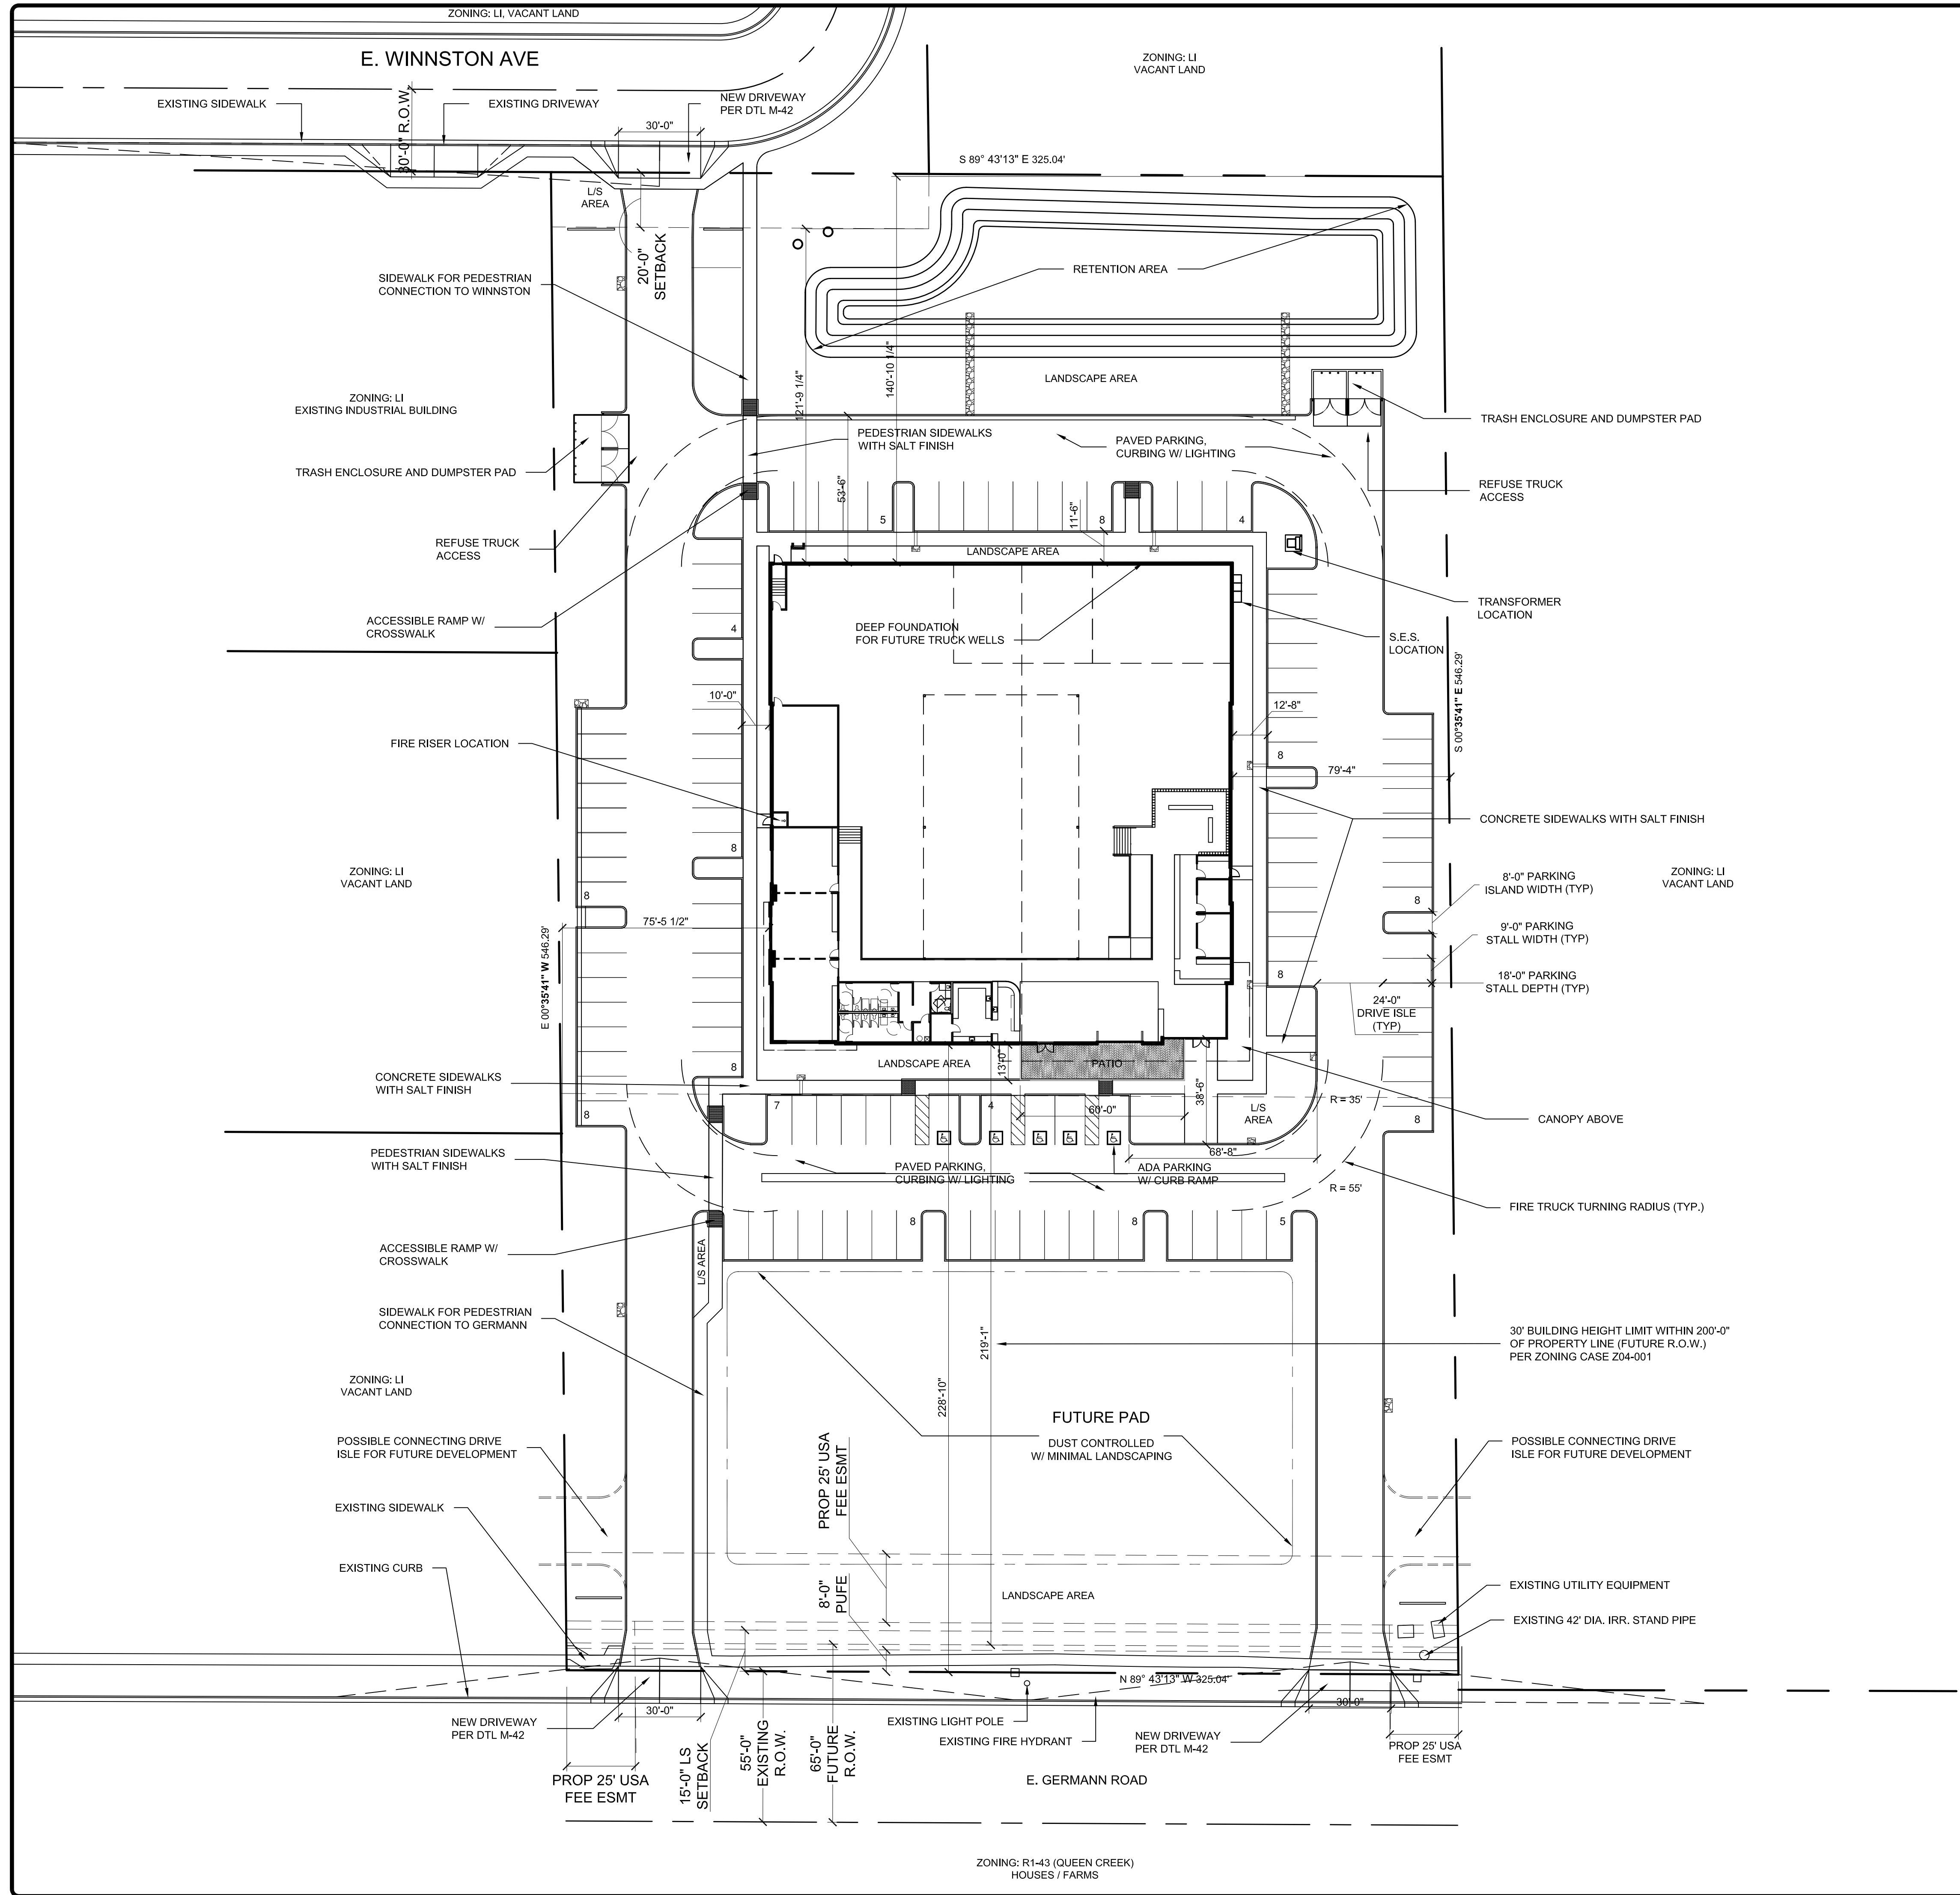 ZONING: LI, VACANT LAND
E. WINNSTON AVE
ZONING: LI
VACANT LAND
EXISTING SIDEWALK
30'-0" R.O.W.
EXISTING DRIVEWAY
NEW DRIVEWAY
PER DTL M-42
30'-0"
S 89° 43'13" E 325.04'
L/S
AREA
20'-0"
SETBACK
SIDEWALK FOR PEDESTRIAN
CONNECTION TO WINNSTON
RETENTION AREA
121'-9 1/4"
140'-10 1/4"
LANDSCAPE AREA
ZONING: LI
EXISTING INDUSTRIAL BUILDING
TRASH ENCLOSURE AND DUMPSTER PAD
PEDESTRIAN SIDEWALKS
WITH SALT FINISH
PAVED PARKING,
CURBING W/ LIGHTING
TRASH ENCLOSURE AND DUMPSTER PAD
REFUSE TRUCK
ACCESS
53'-6"
5
8
11'-6"
4
REFUSE TRUCK
ACCESS
LANDSCAPE AREA
ACCESSIBLE RAMP W/
CROSSWALK
4
DEEP FOUNDATION
FOR FUTURE TRUCK WELLS
TRANSFORMER
LOCATION
S.E.S.
LOCATION
S 00°35'41" E 546.29'
10'-0"
12'-8"
FIRE RISER LOCATION
8
79'-4"
CONCRETE SIDEWALKS WITH SALT FINISH
8
ZONING: LI
VACANT LAND
8
8
8'-0" PARKING
ISLAND WIDTH (TYP)
ZONING: LI
VACANT LAND
75'-5 1/2"
9'-0" PARKING
STALL WIDTH (TYP)
E 00°35'41" W 546.29'
8
18'-0" PARKING
STALL DEPTH (TYP)
24'-0"
DRIVE ISLE
(TYP)
LANDSCAPE AREA
13'-0"
PATIO
8
CONCRETE SIDEWALKS
WITH SALT FINISH
38'-6"
R = 35'
8
7
4
60'-0"
L/S
AREA
8
CANOPY ABOVE
PEDESTRIAN SIDEWALKS
WITH SALT FINISH
68'-8"
PAVED PARKING,
CURBING W/ LIGHTING
ADA PARKING
W/ CURB RAMP
R = 55'
FIRE TRUCK TURNING RADIUS (TYP.)
8
8
5
ACCESSIBLE RAMP W/
CROSSWALK
L/S AREA
SIDEWALK FOR PEDESTRIAN
CONNECTION TO GERMANN
219'-1"
30' BUILDING HEIGHT LIMIT WITHIN 200'-0"
OF PROPERTY LINE (FUTURE R.O.W.)
PER ZONING CASE Z04-001
ZONING: LI
VACANT LAND
228'-10"
FUTURE PAD
DUST CONTROLLED
W/ MINIMAL LANDSCAPING
POSSIBLE CONNECTING DRIVE
ISLE FOR FUTURE DEVELOPMENT
PROP 25' USA
FEE ESMT
POSSIBLE CONNECTING DRIVE
ISLE FOR FUTURE DEVELOPMENT
EXISTING SIDEWALK
EXISTING CURB
8'-0"
PUFE
LANDSCAPE AREA
EXISTING UTILITY EQUIPMENT
EXISTING 42' DIA. IRR. STAND PIPE
N 89° 43'13" W 325.04'
30'-0"
30'-0"
NEW DRIVEWAY
PER DTL M-42
EXISTING LIGHT POLE
EXISTING FIRE HYDRANT
NEW DRIVEWAY
PER DTL M-42
PROP 25' USA
FEE ESMT
PROP 25' USA
FEE ESMT
15'-0" LS
SETBACK
55'-0"
EXISTING
R.O.W.
65'-0"
FUTURE
R.O.W.
E. GERMANN ROAD
ZONING: R1-43 (QUEEN CREEK)
HOUSES / FARMS